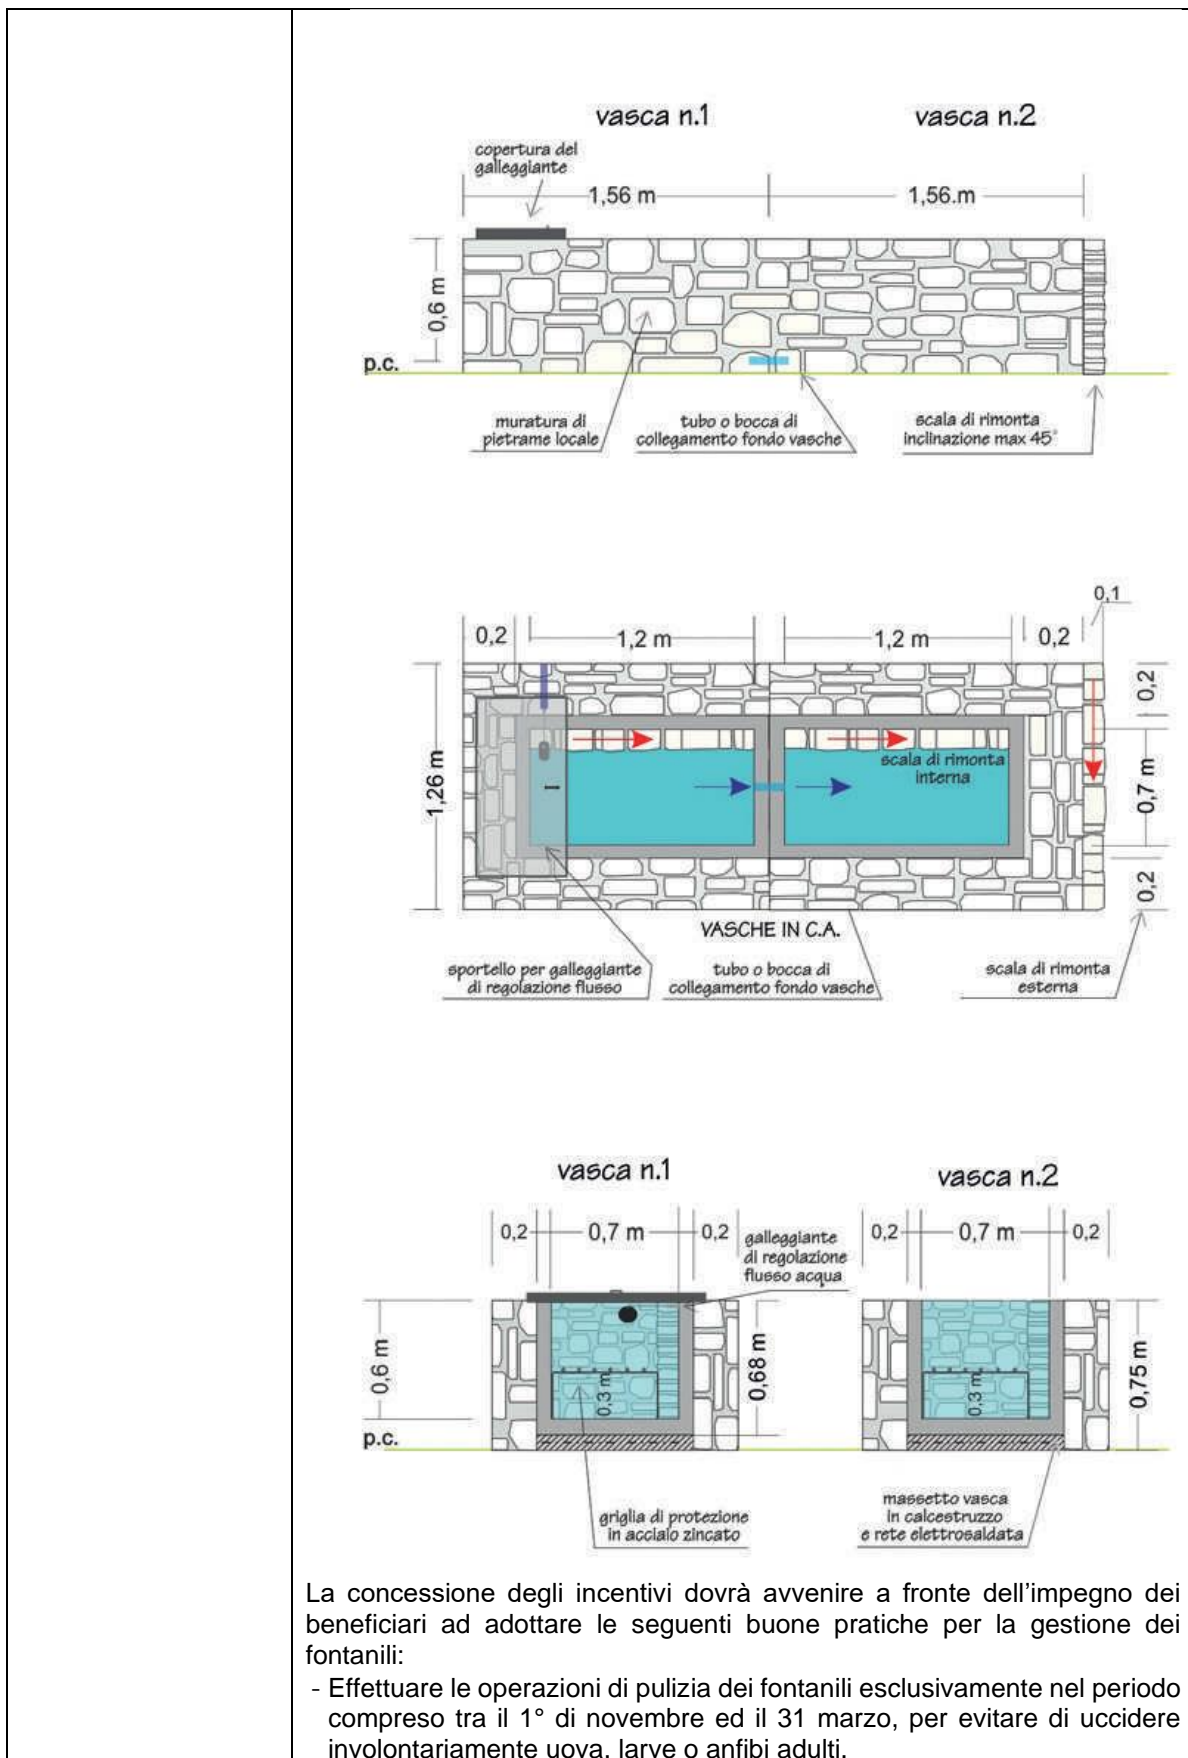 vasca n.1
vasca n.2
copertura del
galleggiante
1,56 m
1,56.m
0,6 m
p.c.
muratura di
pietrame locale
tubo o bocca di
collegamento fondo vasche
scala di rimonta
inclinazione max 45°
0,1
0,2
1,2 m
1,2 m
0,2
0,2
1,26 m
scala di rimonta
interna
0,7 m
0,2
VASCHE IN C.A.
sportello per galleggiante
di regolazione flusso
tubo o bocca di
collegamento fondo vasche
scala di rimonta
esterna
vasca n.1
vasca n.2
0,2
0,7 m
0,2
galleggiante
di regolazione
flusso acqua
0,2
0,7 m
0,2
0,6 m
0,3 m
0,68 m
0,3 m
0,75 m
p.c.
griglia di protezione
in acciaio zincato
massetto vasca
in calcestruzzo
e rete elettrosaldata
La concessione degli incentivi dovrà avvenire a fronte dell'impegno dei
beneficiari ad adottare le seguenti buone pratiche per la gestione dei
fontanili:
- Effettuare le operazioni di pulizia dei fontanili esclusivamente nel periodo
compreso tra il 1° di novembre ed il 31 marzo, per evitare di uccidere
involontariamente uova, larve o anfibi adulti.